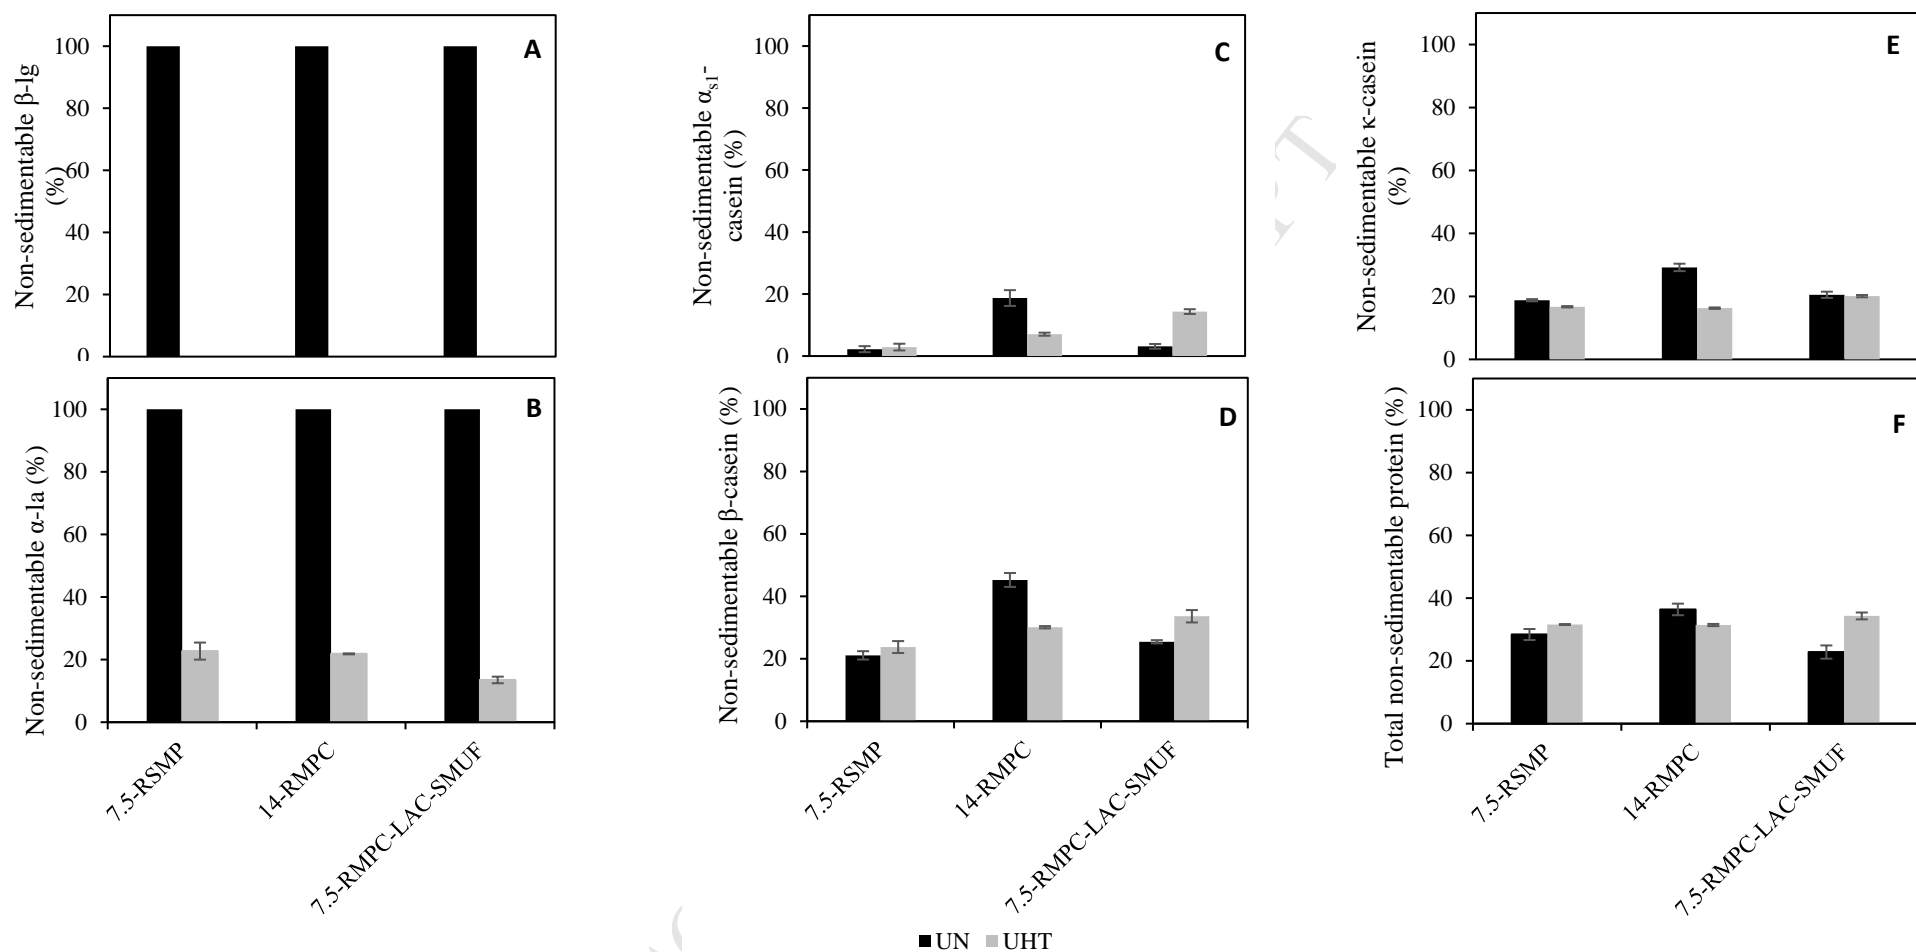 Non-sedimentable β-lg
(%)
100
80
60
40
20
0
A
Non-sedimentable α-la (%)
100
80
60
40
20
0
B
7.5-RSMP
14-RMPC
7.5-RMPC-LAC-SMUF
Non-sedimentable αs1-
casein (%)
100
80
60
40
20
0
C
Non-sedimentable β-casein (%)
100
80
60
40
20
0
D
7.5-RSMP
14-RMPC
7.5-RMPC-LAC-SMUF
Non-sedimentable κ-casein
(%)
100
80
60
40
20
0
E
Total non-sedimentable protein (%)
100
80
60
40
20
0
F
7.5-RSMP
14-RMPC
7.5-RMPC-LAC-SMUF
UN UHT